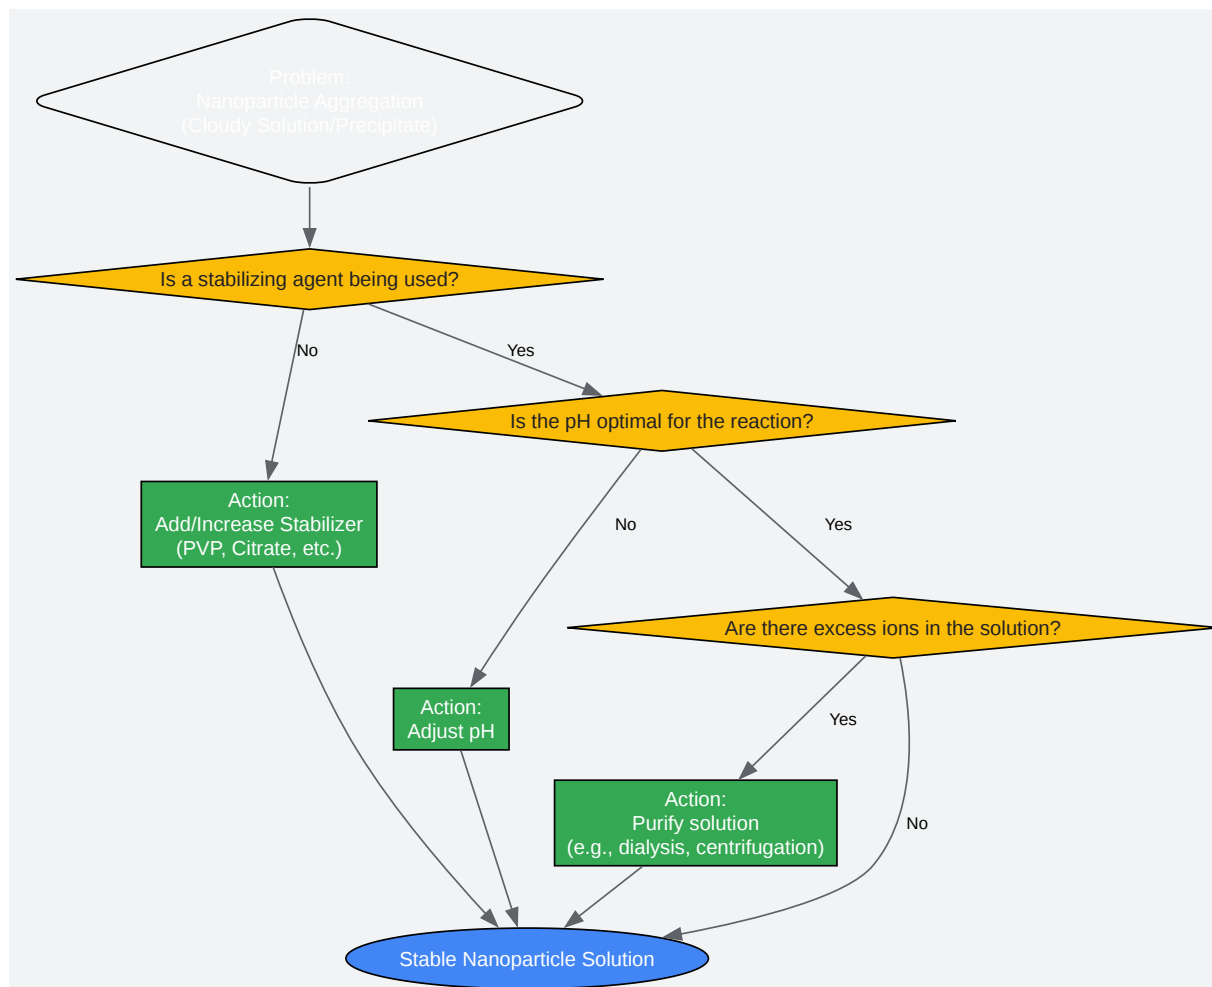 Problem:
Nanoparticle Aggregation
(Cloudy Solution/Precipitate)
Is a stabilizing agent being used?
No
Yes
Is the pH optimal for the reaction?
Action:
Add/Increase Stabilizer
(PVP, Citrate, etc.)
No
Yes
Are there excess ions in the solution?
Action:
Adjust pH
Yes
Action:
Purify solution
(e.g., dialysis, centrifugation)
No
Stable Nanoparticle Solution